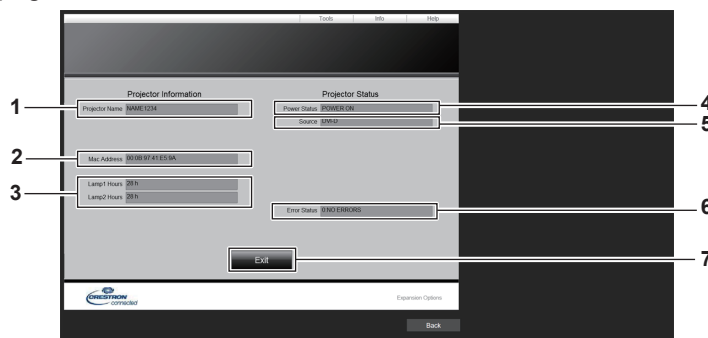 Tools Info Help
Projector Information
Projector Status
1
Projector Name NAME1234
Power Status POWER ON
4
Source DVI-D
5
2
Mac Address 00:0B:97:41:E5:9A
3
Lamp1 Hours 28 h
Lamp2 Hours 28 h
Error Status 0:NO ERRORS
6
Exit
7
CRESTRON
connected
Expansion Options
Back